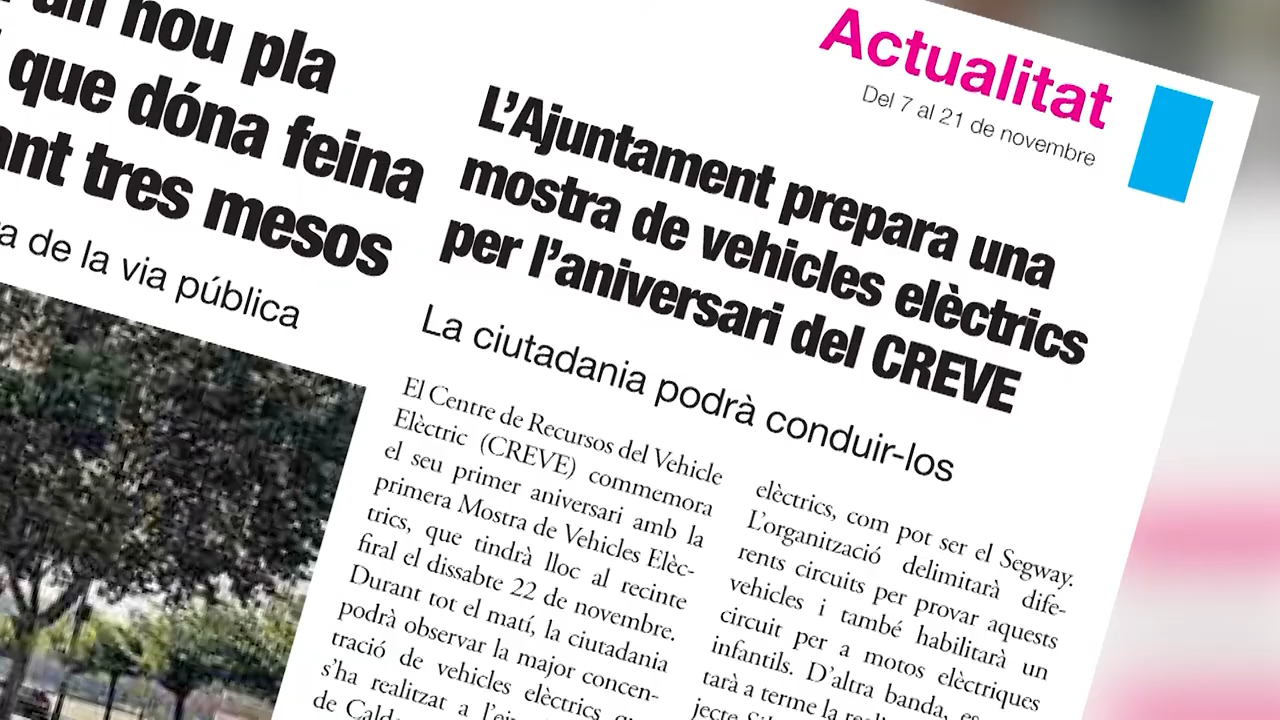 Actualitat
Del 7 al 21 de novembre
un nou pla
que dóna feina
tres mesos
de la via pública
L'Ajuntament prepara una
mostra de vehicles elèctrics
per l'aniversari del CREVE
La ciutadania podrà conduir-los
El Centre de Recursos del Vehicle
Elèctric (CREVE) commemora
el seu primer aniversari amb la
primera Mostra de Vehicles Elèc-
trics, que tindrà lloc al recinte
firal el dissabte 22 de novembre.
Durant tot el matí, la ciutadania
podrà observar la major concen-
tració de vehicles elèctrics
s'ha realitzat a
de
elèctrics, com pot ser el Segway.
L'organització delimitarà dife-
rents circuits per provar aquests
vehicles i també habilitarà un
circuit per a motos elèctriques
infantils. D'altra banda, es
tarà a terme la